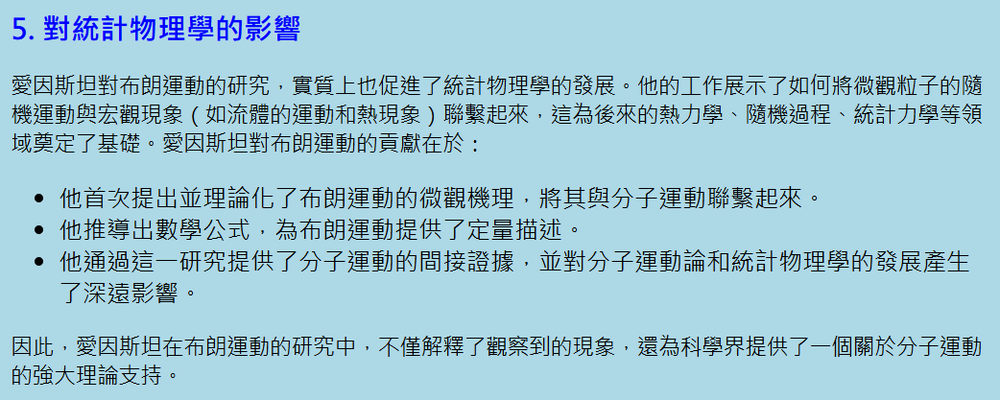 5. 對統計物理學的影響
愛因斯坦對布朗運動的研究，實質上也促進了統計物理學的發展。他的工作展示了如何將微觀粒子的隨
機運動與宏觀現象（如流體的運動和熱現象）聯繫起來，這為後來的熱力學、隨機過程、統計力學等領
域奠定了基礎。愛因斯坦對布朗運動的貢獻在於：
• 他首次提出並理論化了布朗運動的微觀機理，將其與分子運動聯繫起來。
• 他推導出數學公式，為布朗運動提供了定量描述。
• 他通過這一研究提供了分子運動的間接證據，並對分子運動論和統計物理學的發展產生
了深遠影響。
因此，愛因斯坦在布朗運動的研究中，不僅解釋了觀察到的現象，還為科學界提供了一個關於分子運動
的強大理論支持。